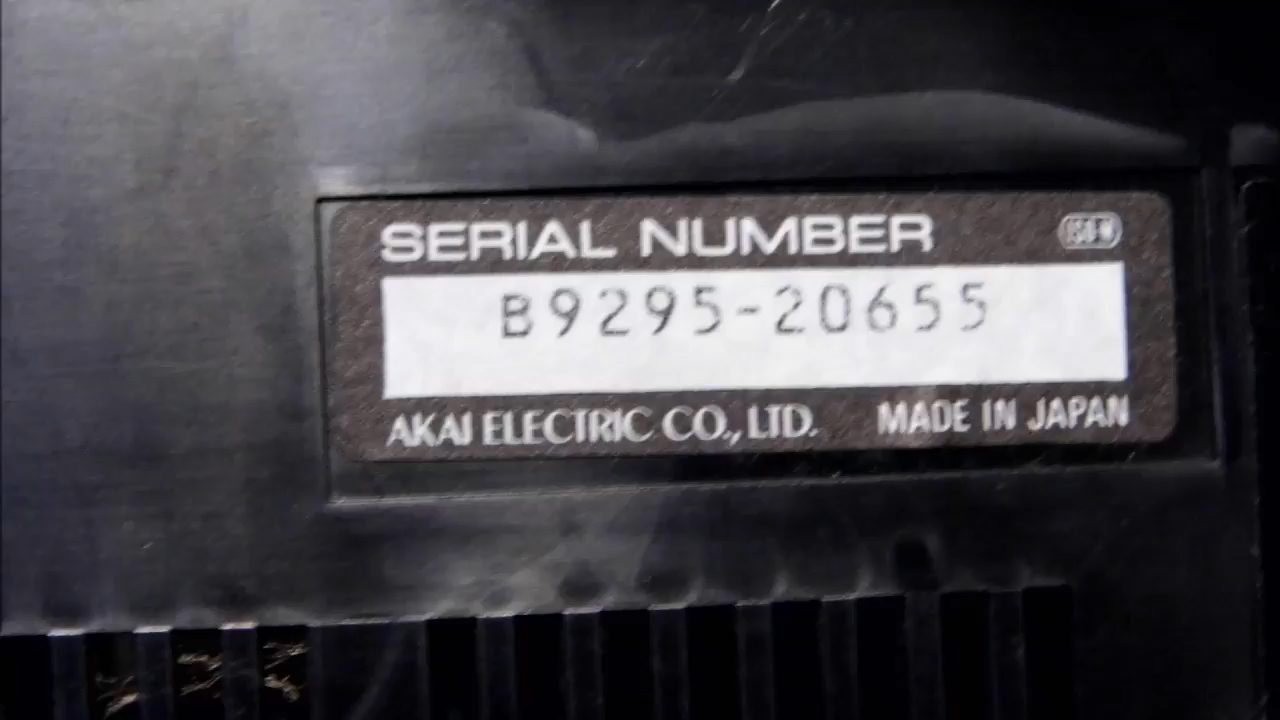 SERIAL NUMBER
B9295-20655
AKAI ELECTRIC CO., LTD. MADE IN JAPAN